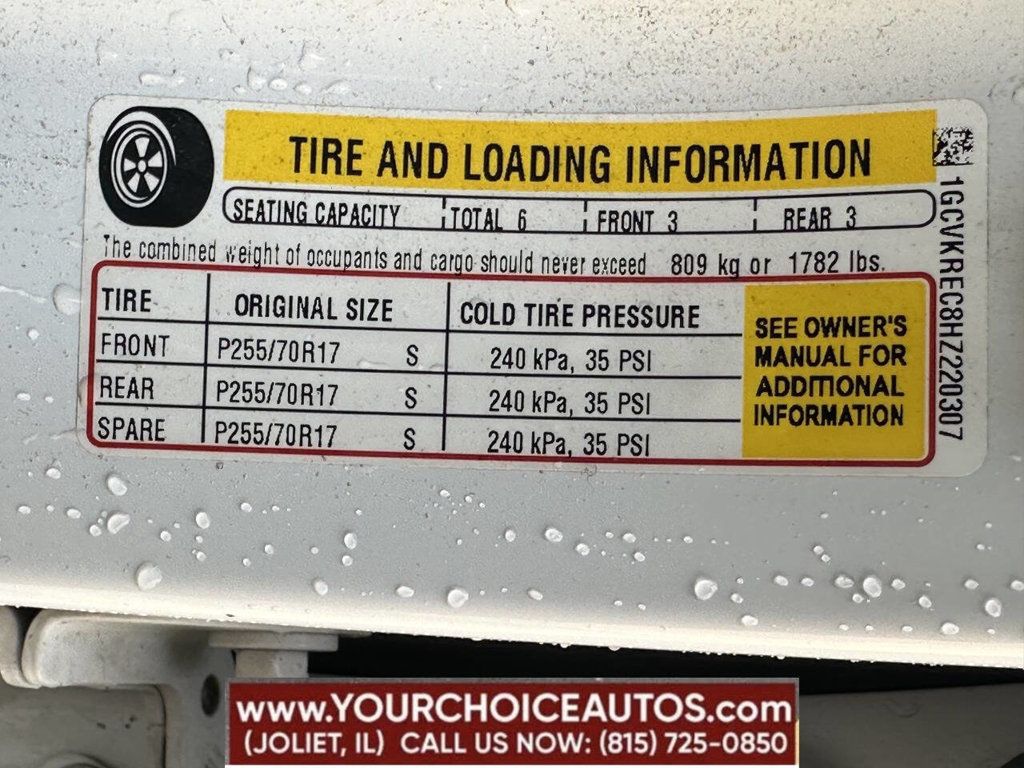 TIRE AND LOADING INFORMATION
SEATING CAPACITY TOTAL 6 FRONT 3 REAR 3
The combined weight of occupants and cargo should never exceed 809 kg or 1782 lbs.
TIRE ORIGINAL SIZE COLD TIRE PRESSURE
FRONT P255/70R17 S 240 kPa, 35 PSI
REAR P255/70R17 S 240 kPa, 35 PSI
SPARE P255/70R17 S 240 kPa, 35 PSI
SEE OWNER'S
MANUAL FOR
ADDITIONAL
INFORMATION
1GCVKREC8HZ220307
www.YOURCHOICEAUTOS.com
(JOLIET, IL) CALL US NOW: (815) 725-0850